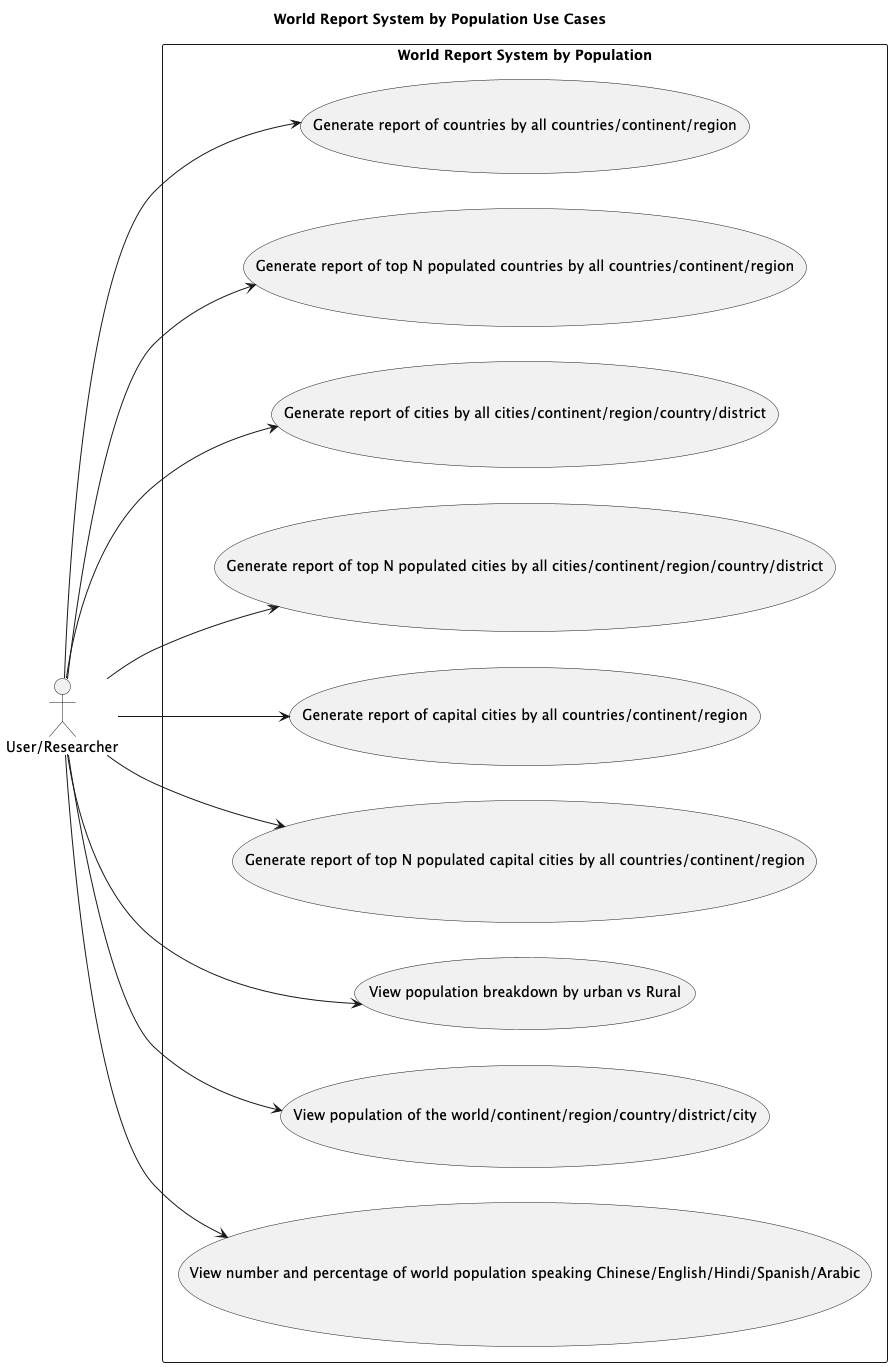 World Report System by Population Use Cases
World Report System by Population
Generate report of countries by all countries/continent/region
Generate report of top N populated countries by all countries/continent/region
Generate report of cities by all cities/continent/region/country/district
Generate report of top N populated cities by all cities/continent/region/country/district
User/Researcher
Generate report of capital cities by all countries/continent/region
Generate report of top N populated capital cities by all countries/continent/region
View population breakdown by urban vs Rural
View population of the world/continent/region/country/district/city
View number and percentage of world population speaking Chinese/English/Hindi/Spanish/Arabic